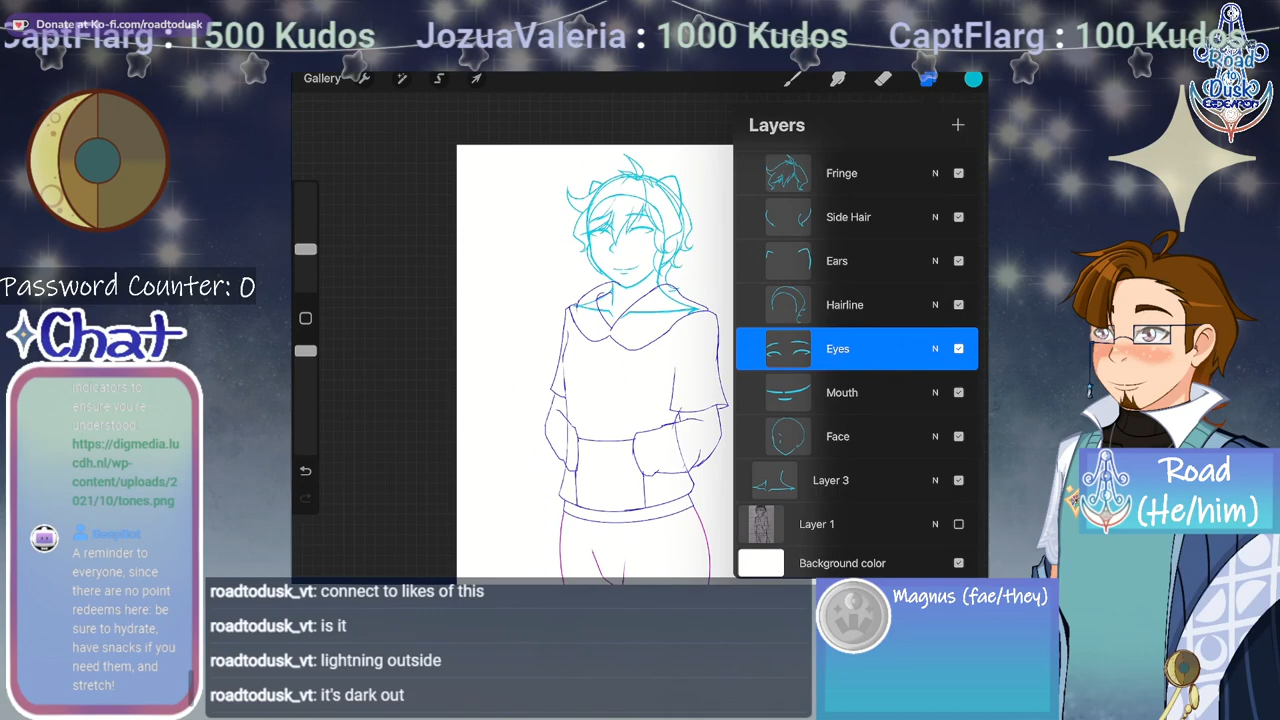 Donate at Ko-fi.com/roadtodusk
CaptFlarg : 1500 Kudos JozuaValeria : 1000 Kudos CaptFlarg : 100 Kudos
Road
to
Dusk
Gallery
Layers
Fringe N
Side Hair N
Ears N
Hairline N
Eyes N
Mouth N
Face N
Layer 3 N
Layer 1 N
Background color
Password Counter: 0
Chat
indicators to
ensure you're
understood
https://digmedia.lu
cdh.nl/wp-
content/uploads/2
021/10/tones.png
A reminder to
everyone, since
there are no point
redeems here: be
sure to hydrate,
have snacks if you
need them, and
stretch!
roadtodusk_vt: connect to likes of this
roadtodusk_vt: is it
roadtodusk_vt: lightning outside
roadtodusk_vt: it's dark out
Magnus (fae/they)
Road
(He/him)